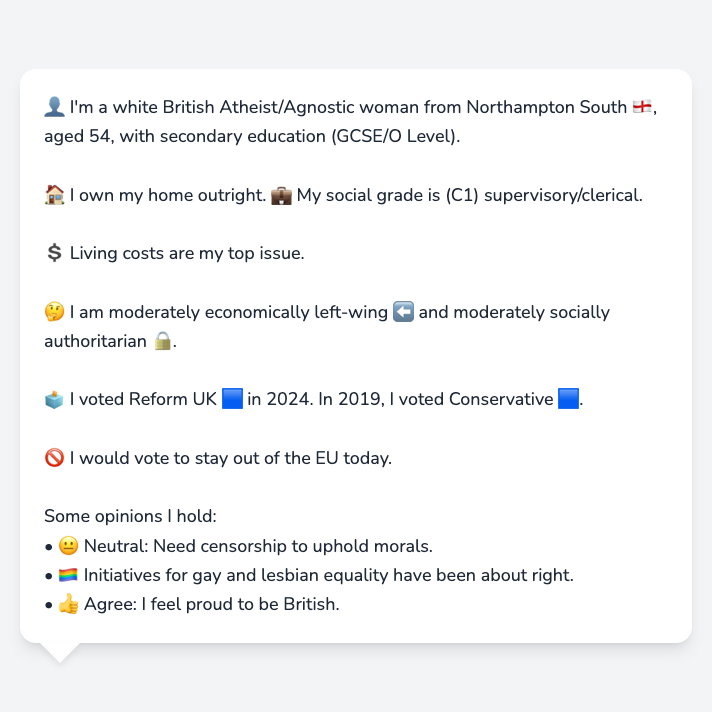 👤 I'm a white British Atheist/Agnostic woman from Northampton South 🏴󠁧󠁢󠁥󠁮󠁧󠁿,
aged 54, with secondary education (GCSE/O Level).
🏠 I own my home outright. 💼 My social grade is (C1) supervisory/clerical.
💲 Living costs are my top issue.
🤔 I am moderately economically left-wing ⬅️ and moderately socially
authoritarian 🔒.
🗳️ I voted Reform UK 🟦 in 2024. In 2019, I voted Conservative 🟦.
🚫 I would vote to stay out of the EU today.
Some opinions I hold:
• 😐 Neutral: Need censorship to uphold morals.
• 🏳️‍🌈 Initiatives for gay and lesbian equality have been about right.
• 👍 Agree: I feel proud to be British.